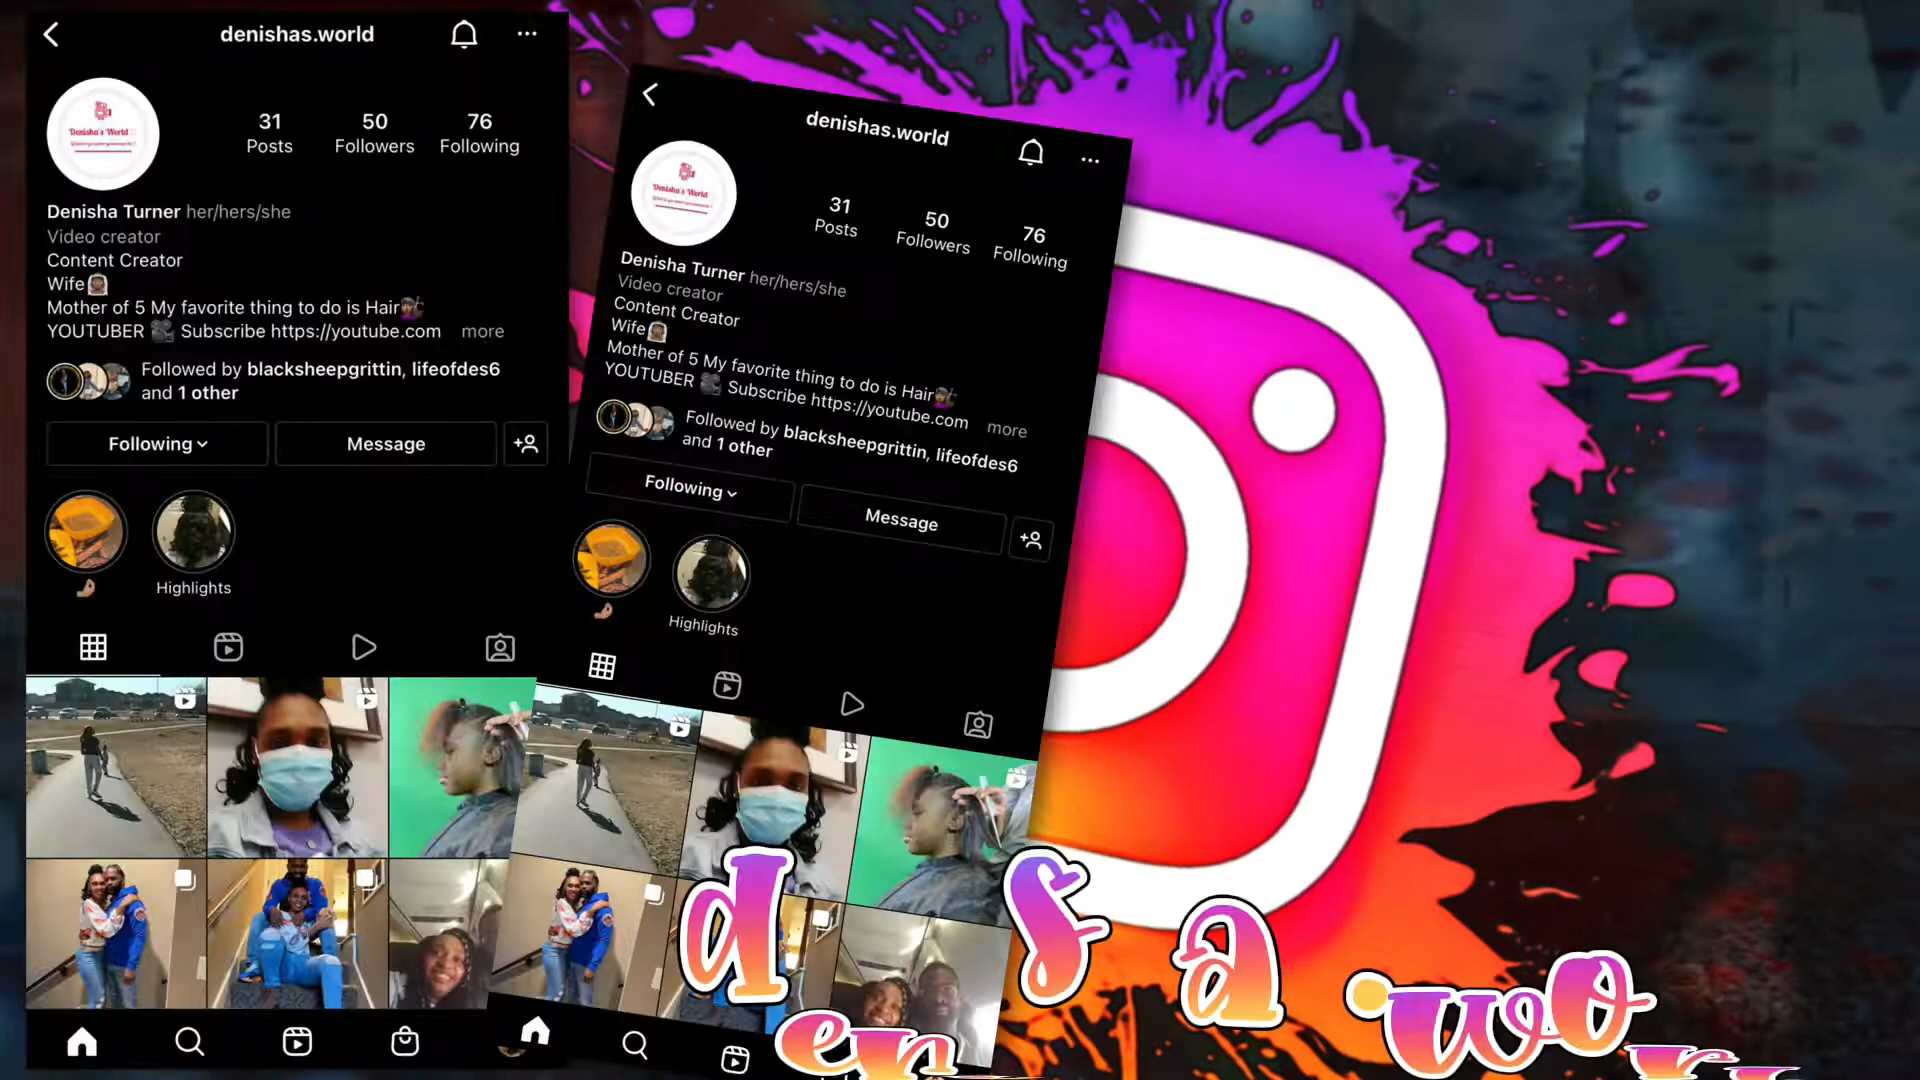 denishas.world
31
50
76
Posts
Followers
Following
Denisha's World
Denisha Turner her/hers/she
Video creator
Content Creator
Wife
Mother of 5 My favorite thing to do is Hair
YOUTUBER Subscribe https://youtube.com more
Followed by blacksheepgrittin, lifeofdes6
and 1 other
Following
Message
Highlights
denishas.world
31
50
76
Posts
Followers
Following
Denisha's World
Denisha Turner her/hers/she
Video creator
Content Creator
Wife
Mother of 5 My favorite thing to do is Hair
YOUTUBER Subscribe https://youtube.com more
Followed by blacksheepgrittin, lifeofdes6
and 1 other
Following
Message
Highlights
d s a . w o